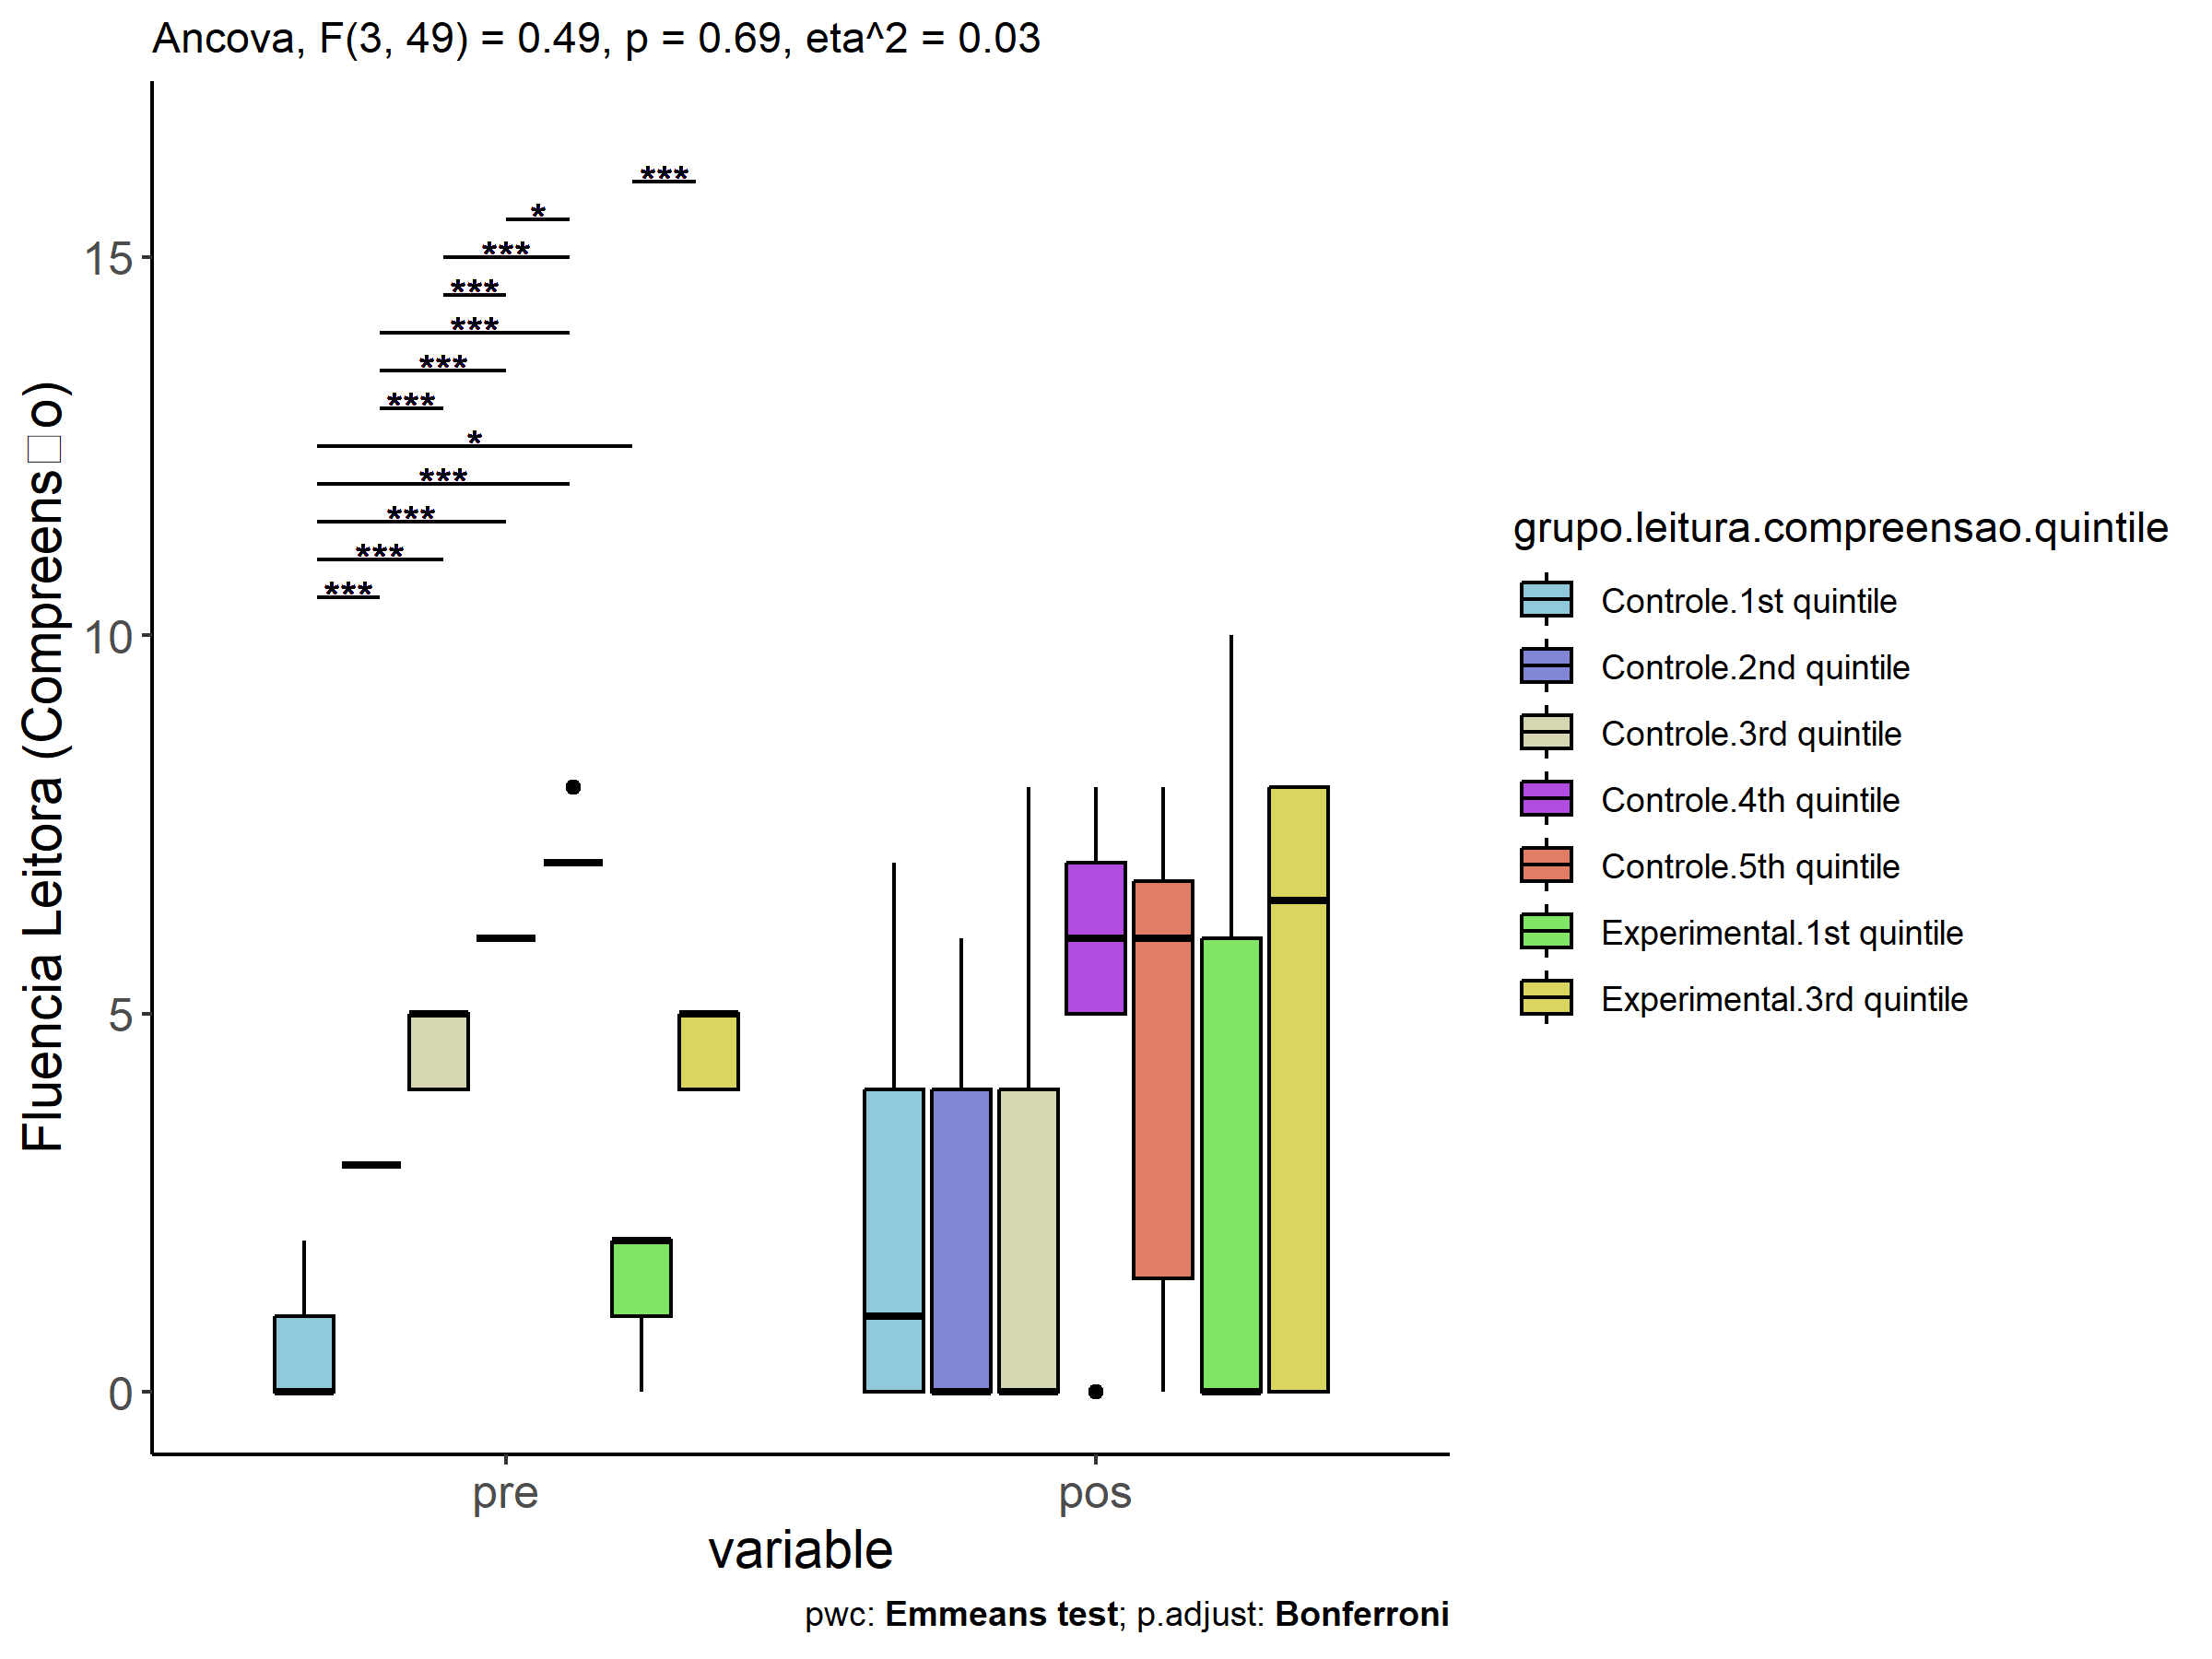 Ancova, F(3, 49) = 0.49, p = 0.69, eta^2 = 0.03
Fluencia Leitora (Compreens□o)
15
10
5
0
***
*
***
***
***
***
***
*
***
***
***
***
pre
pos
variable
pwc: Emmeans test; p.adjust: Bonferroni
grupo.leitura.compreensao.quintile
Controle.1st quintile
Controle.2nd quintile
Controle.3rd quintile
Controle.4th quintile
Controle.5th quintile
Experimental.1st quintile
Experimental.3rd quintile